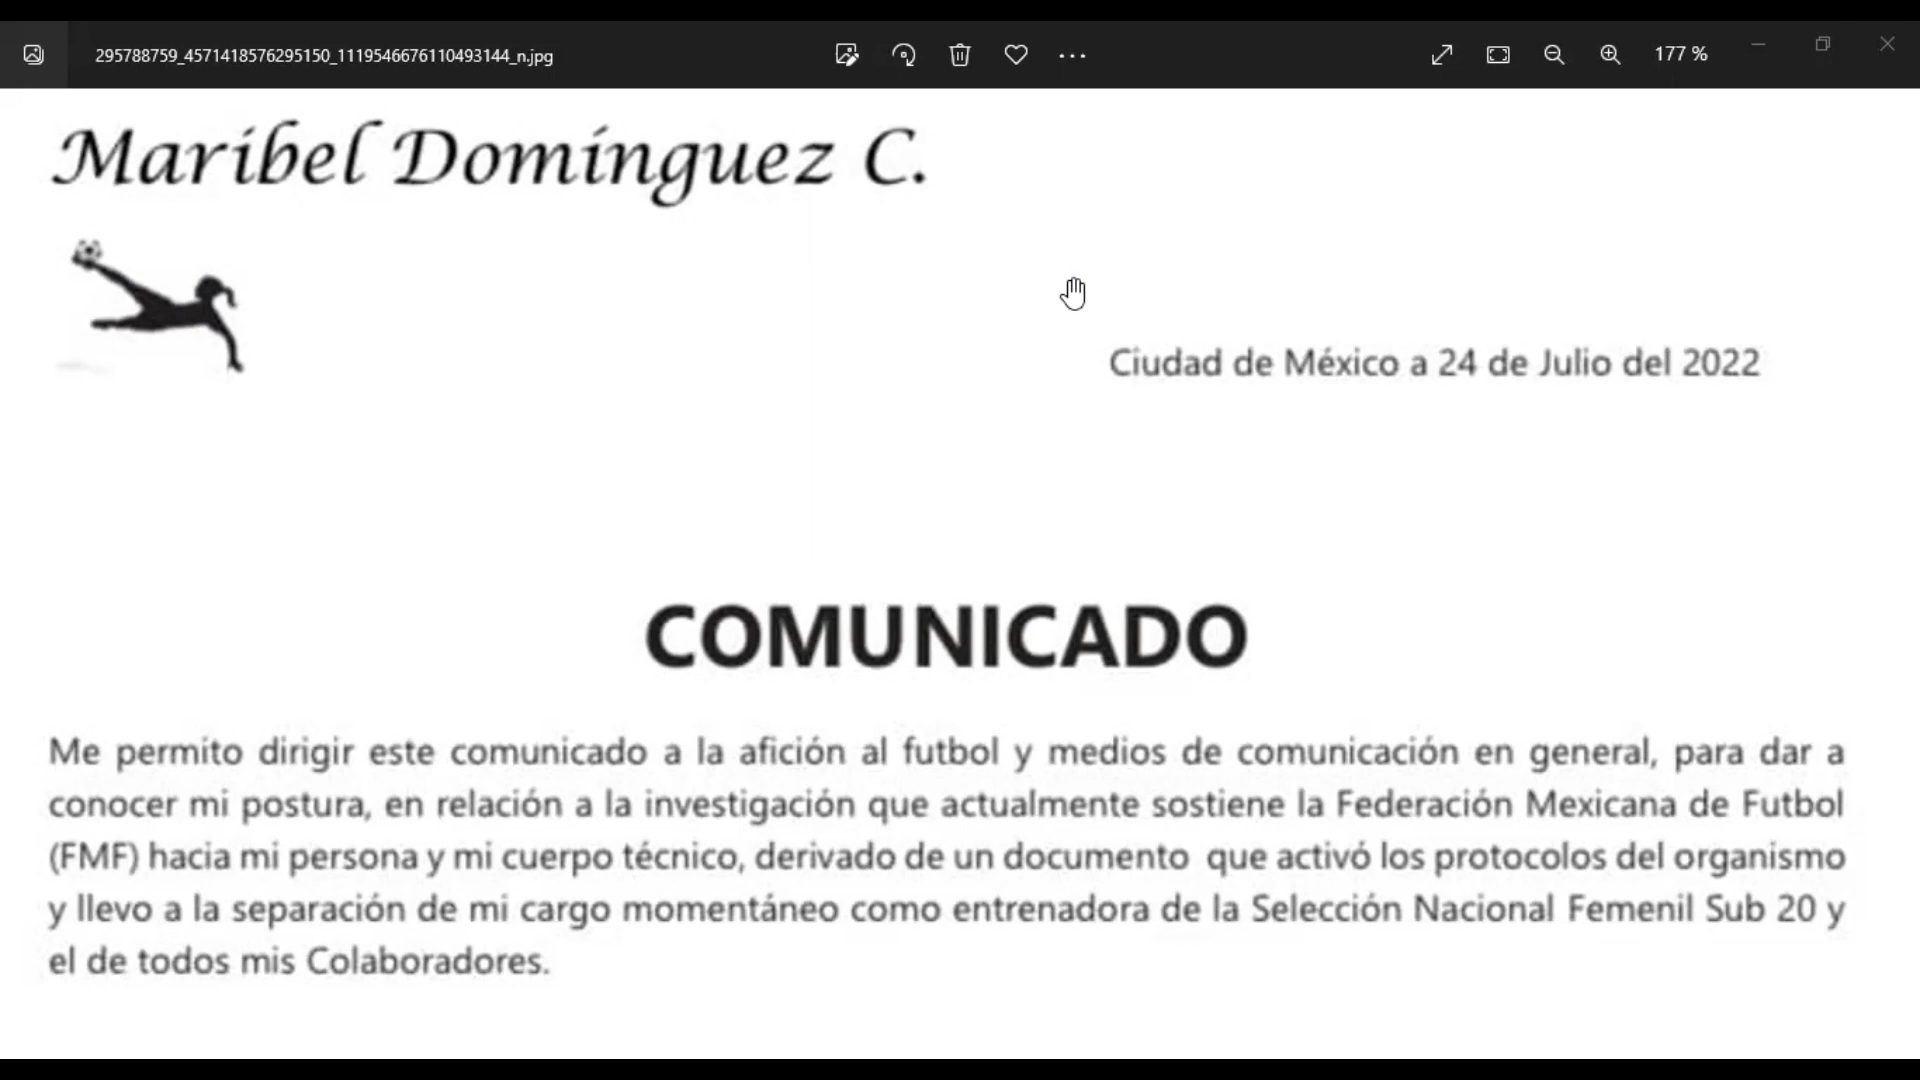 295788759_4571418576295150_1119546676110493144_n.jpg
177 %
Maribel Domínguez C.
Ciudad de México a 24 de Julio del 2022
COMUNICADO
Me permito dirigir este comunicado a la afición al futbol y medios de comunicación en general, para dar a
conocer mi postura, en relación a la investigación que actualmente sostiene la Federación Mexicana de Futbol
(FMF) hacia mi persona y mi cuerpo técnico, derivado de un documento que activó los protocolos del organismo
y llevo a la separación de mi cargo momentáneo como entrenadora de la Selección Nacional Femenil Sub 20 y
el de todos mis Colaboradores.